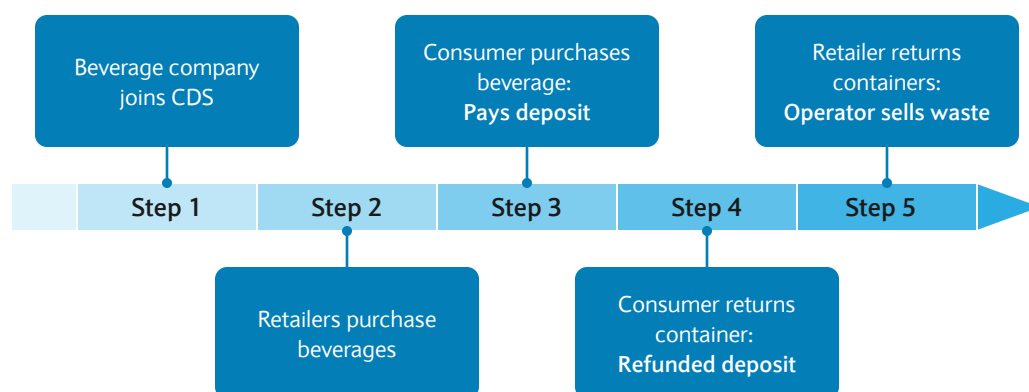 Beverage company
joins CDS
Consumer purchases
beverage:
Pays deposit
Retailer returns
containers:
Operator sells waste
Step 1
Step 2
Step 3
Step 4
Step 5
Retailers purchase
beverages
Consumer returns
container:
Refunded deposit